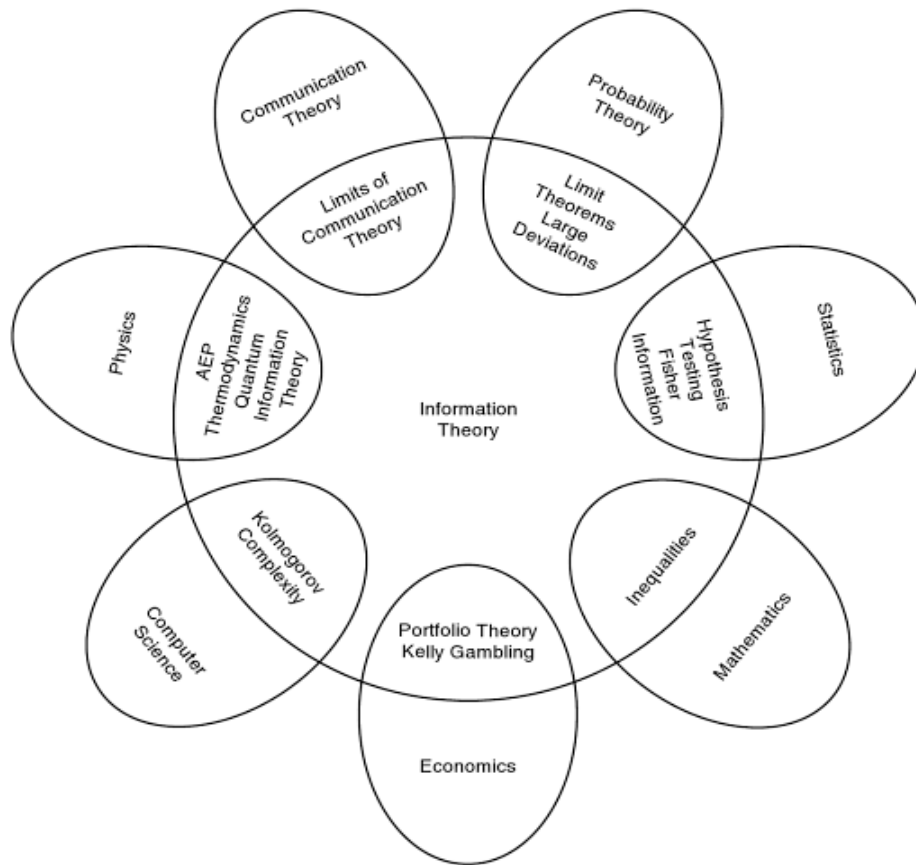 Communication
Theory
Probability
Theory
Limits of
Communication
Theory
Limit
Theorems
Large
Deviations
Physics
AEP
Thermodynamics
Quantum
Information
Theory
Information
Theory
Hypothesis
Testing
Fisher
Information
Statistics
Kolmogorov
Complexity
Computer
Science
Portfolio Theory
Kelly Gambling
Economics
Inequalities
Mathematics